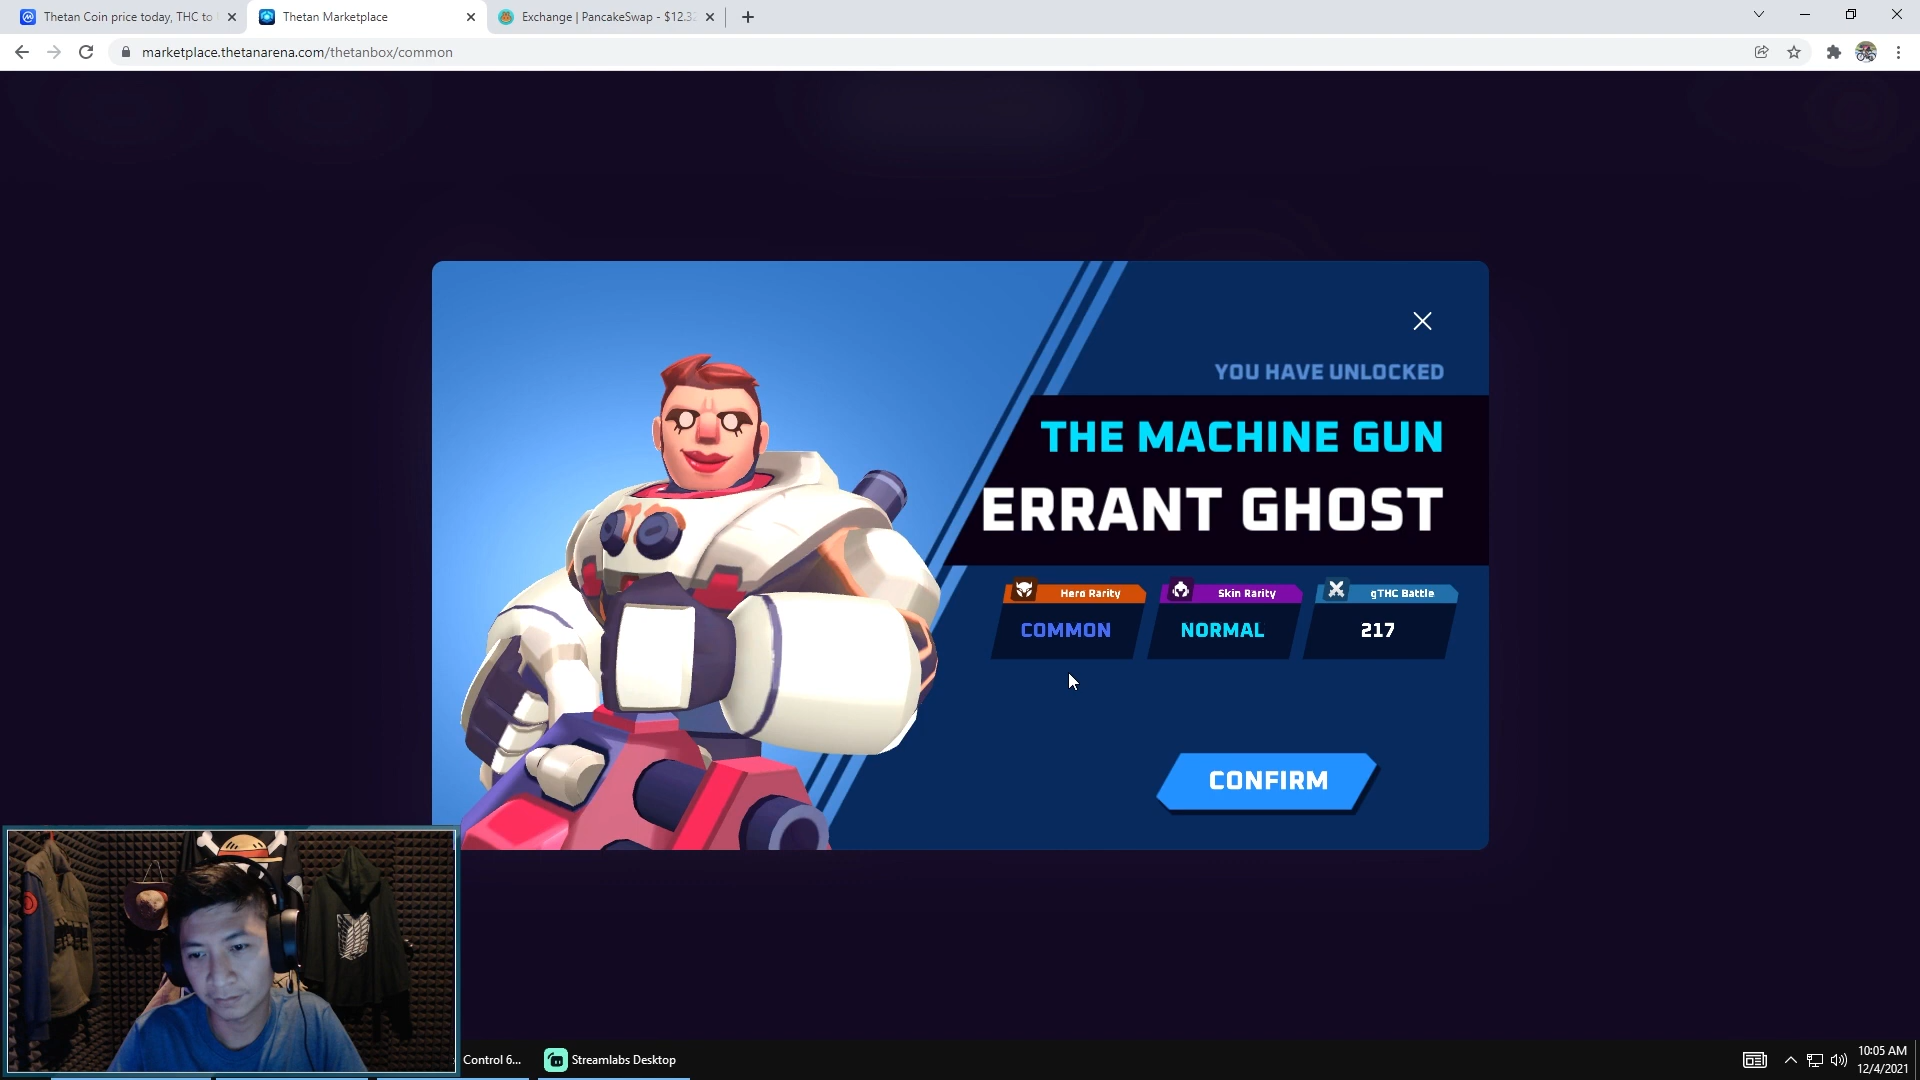 Thetan Coin price today, THC to
Thetan Marketplace
Exchange | PancakeSwap - $12.32
marketplace.thetanarena.com/thetanbox/common
YOU HAVE UNLOCKED
THE MACHINE GUN
ERRANT GHOST
Hero Rarity
Skin Rarity
gTHC Battle
COMMON
NORMAL
217
CONFIRM
Control 6...
Streamlabs Desktop
10:05 AM
12/4/2021